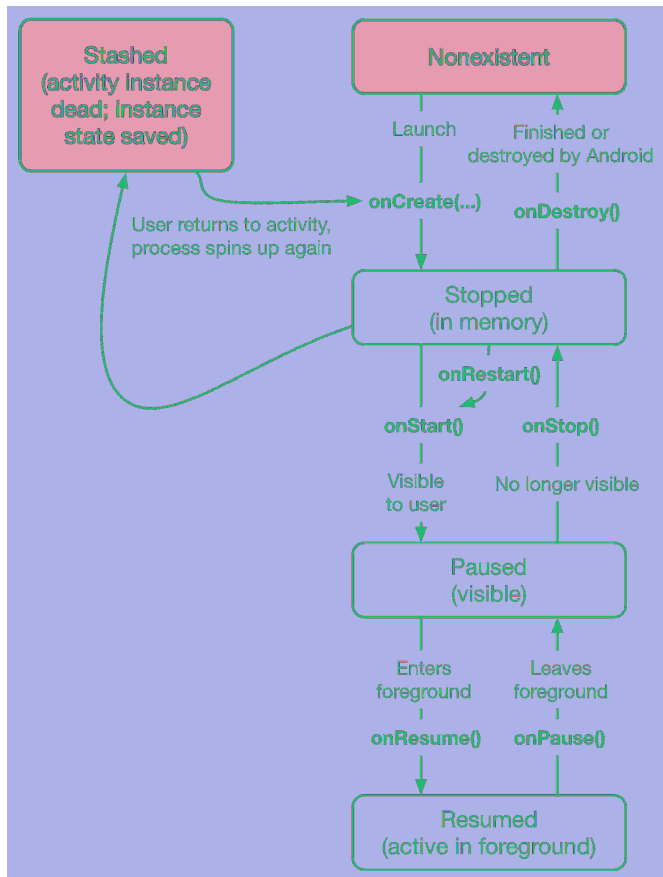 Stashed
(activity instance
dead; instance
state saved)
Nonexistent
Launch
Finished or
destroyed by Android
onCreate(...)
onDestroy()
User returns to activity,
process spins up again
Stopped
(in memory)
onRestart()
onStart()
onStop()
Visible
to user
No longer visible
Paused
(visible)
Enters
foreground
Leaves
foreground
onResume()
onPause()
Resumed
(active in foreground)